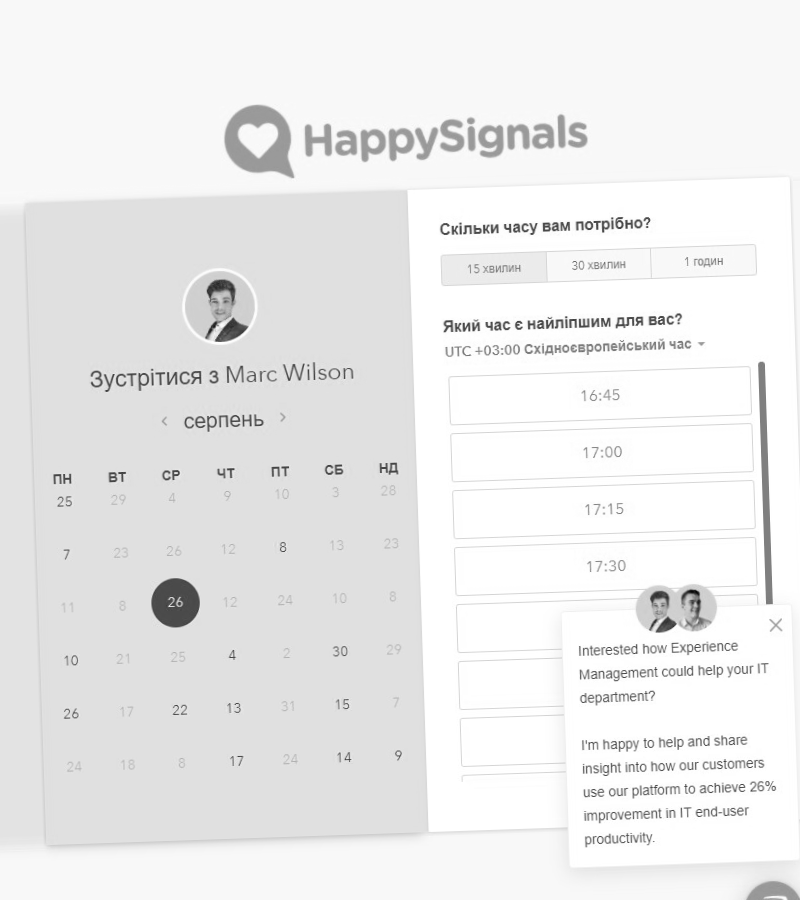 HappySignals
Зустрітися з Marc Wilson
серпень
ПН ВТ СР ЧТ ПТ СБ НД
25 29 4 9 10 3 28
7 23 26 12 8 13 23
11 8 26 12 24 10 8
10 21 25 4 2 30 29
26 17 22 13 31 15 7
24 18 8 17 24 14 9
Скільки часу вам потрібно?
15 хвилин 30 хвилин 1 годин
Який час є найліпшим для вас?
UTC +03:00 Східноєвропейський час
16:45
17:00
17:15
17:30
Interested how Experience
Management could help your IT
department?
I'm happy to help and share
insight into how our customers
use our platform to achieve 26%
improvement in IT end-user
productivity.